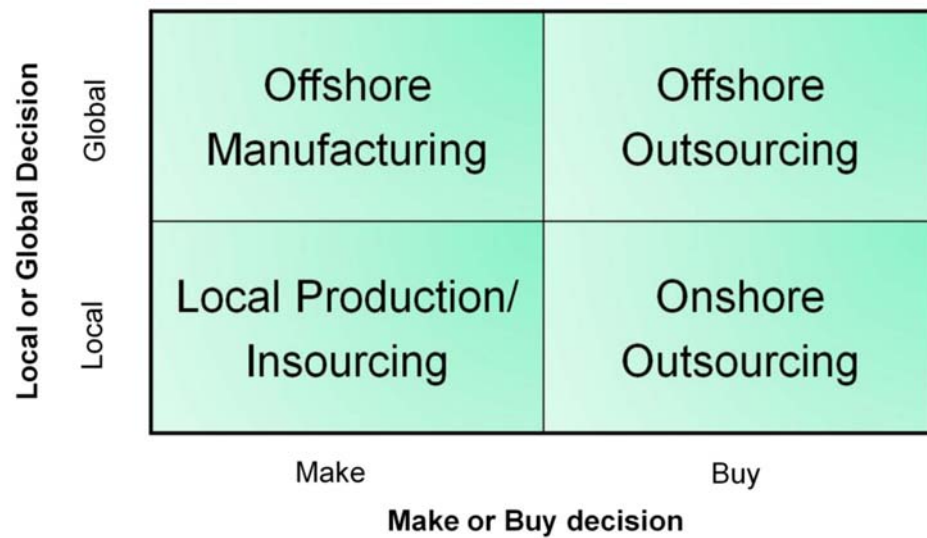 Local or Global Decision
Global
Offshore
Manufacturing
Offshore
Outsourcing
Local
Local Production/
Insourcing
Onshore
Outsourcing
Make
Buy
Make or Buy decision